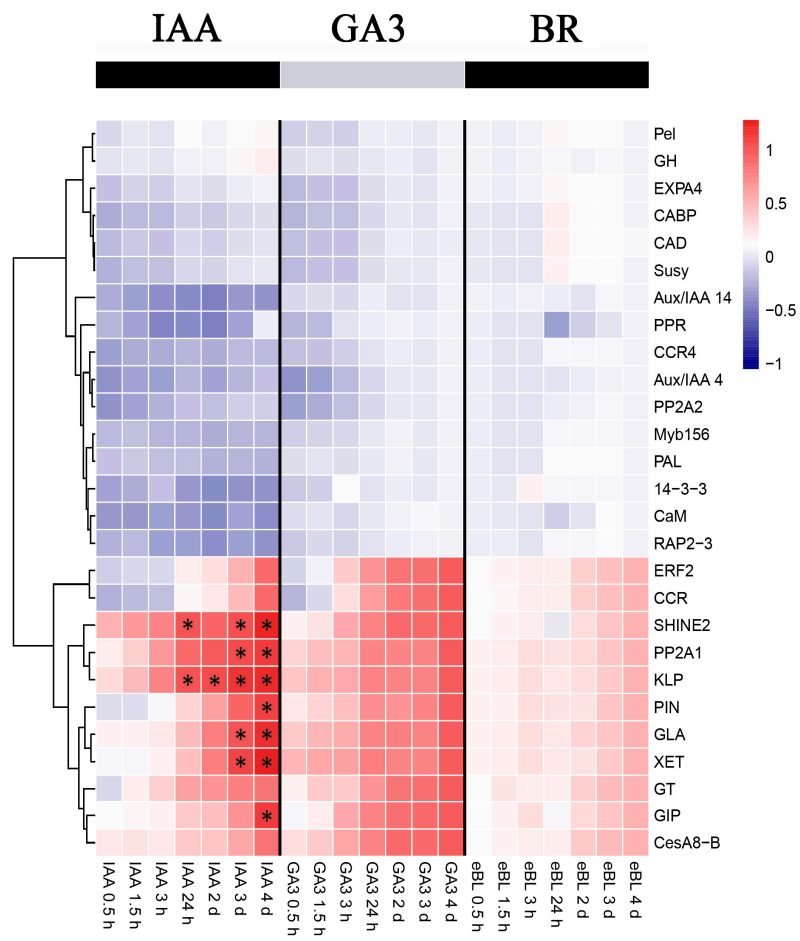 IAA GA3 BR
Pel
GH
EXPA4
CABP
CAD
Susy
Aux/IAA 14
PPR
CCR4
Aux/IAA 4
PP2A2
Myb156
PAL
14−3−3
CaM
RAP2−3
ERF2
CCR
SHINE2
PP2A1
KLP
PIN
GLA
XET
GT
GIP
CesA8−B
1
0.5
0
−0.5
−1
* * *
* *
* * * *
*
* *
* *
*
IAA 0.5 h
IAA 1.5 h
IAA 3 h
IAA 24 h
IAA 2 d
IAA 3 d
IAA 4 d
GA3 0.5 h
GA3 1.5 h
GA3 3 h
GA3 24 h
GA3 2 d
GA3 3 d
GA3 4 d
eBL 0.5 h
eBL 1.5 h
eBL 3 h
eBL 24 h
eBL 2 d
eBL 3 d
eBL 4 d